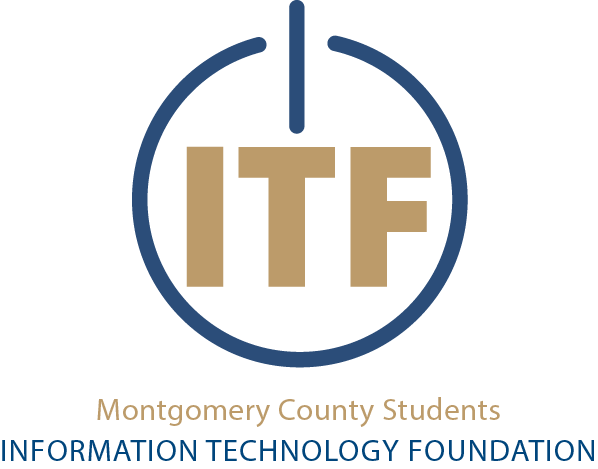 ITF
Montgomery County Students
INFORMATION TECHNOLOGY FOUNDATION